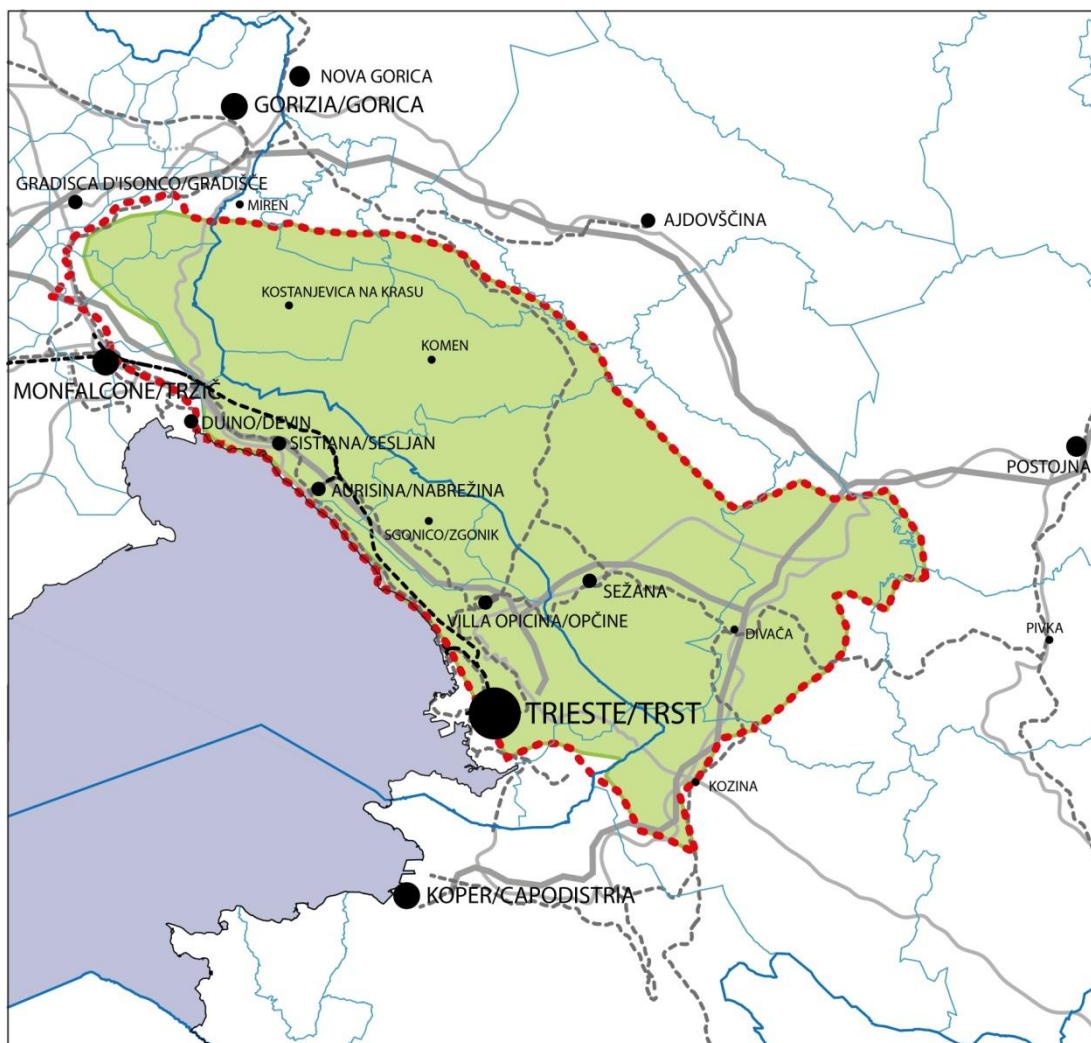 NOVA GORICA
GORIZIA/GORICA
GRADISCA D'ISONCO/GRADIŠČE
MIREN
AJDOVŠČINA
KOSTANJEVICA NA KRASU
KOMEN
MONFALCONE/TRŽIČ
DUINO/DEVIN
SISTIANA/SESLJAN
POSTOJNA
AURISINA/NABREŽINA
SGONICO/ZGONIK
SEŽANA
VILLA OPICINA/OPČINE
DIVAČA
PIVKA
TRIESTE/TRST
KOZINA
KOPER/CAPODISTRIA